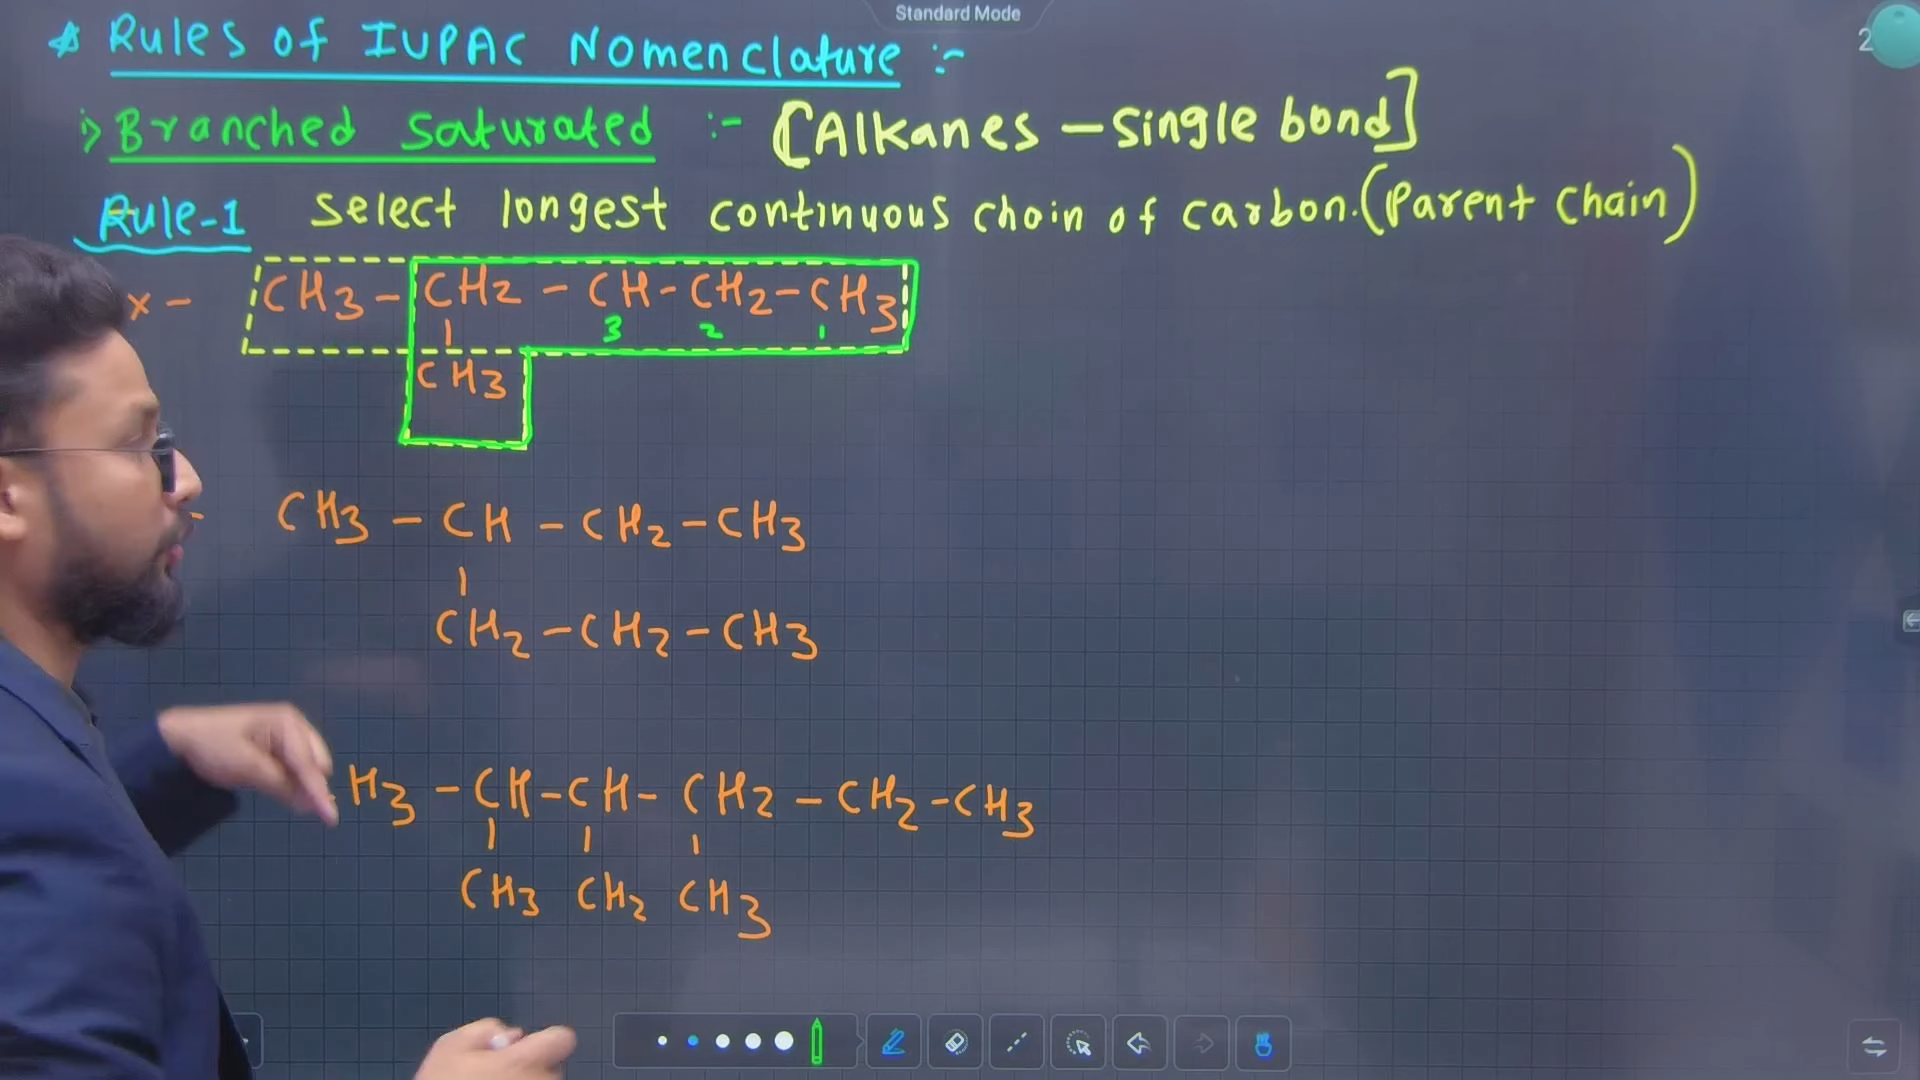 Standard Mode
2
* Rules of IUPAC Nomenclature :-
i> Branched Saturated :- [Alkanes - single bond]
Rule-1 select longest continuous chain of carbon. (Parent chain)
x - CH3 - CH2 - CH - CH2 - CH3
3 2 1
CH3
- CH3 - CH - CH2 - CH3
CH2 - CH2 - CH3
H3 - CH - CH - CH2 - CH2 - CH3
CH3 CH2 CH3